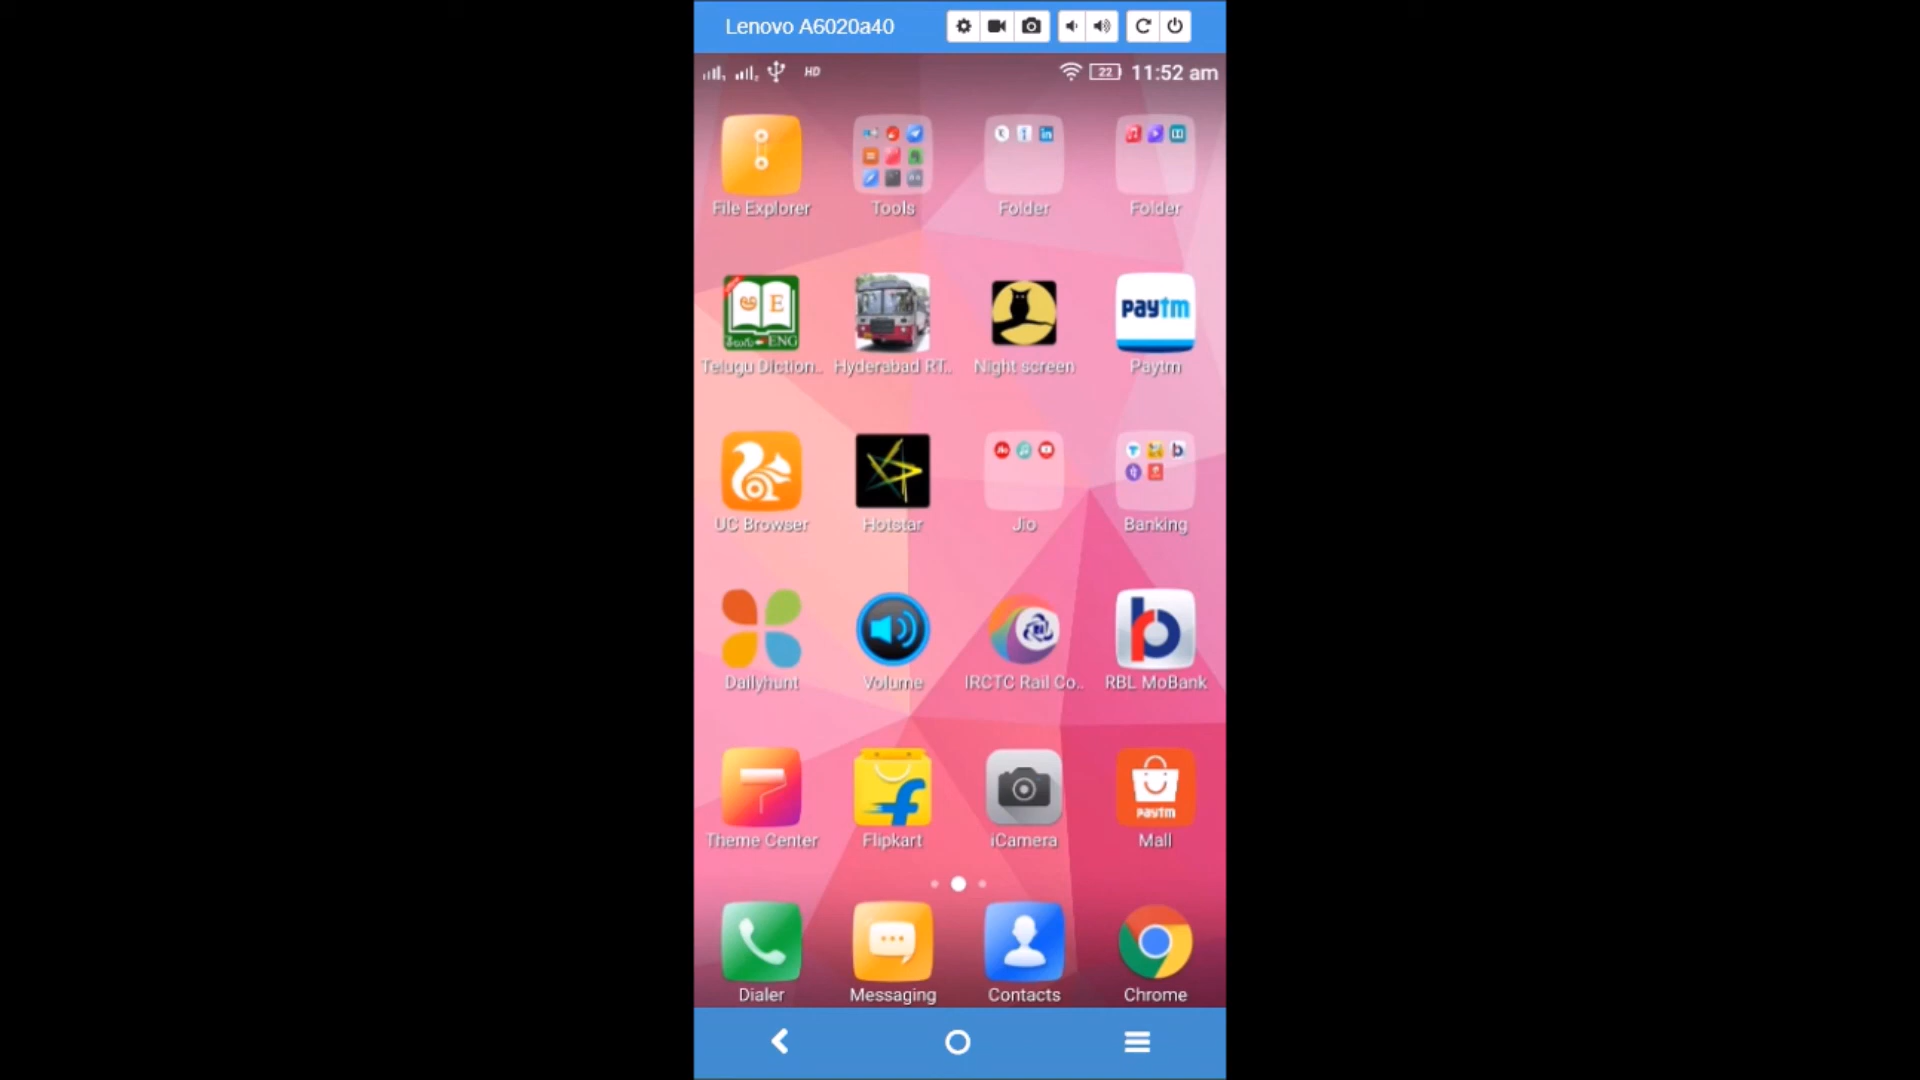 Lenovo A6020a40
HD 22 11:52 am
File Explorer Tools Folder Folder
E
తెలుగు ENG
paytm
Telugu Diction.. Hyderabad RT.. Night screen Paytm
Jio
UC Browser Hotstar Jio Banking
Dailyhunt Volume IRCTC Rail Co.. RBL MoBank
paytm
Theme Center Flipkart iCamera Mall
Dialer Messaging Contacts Chrome